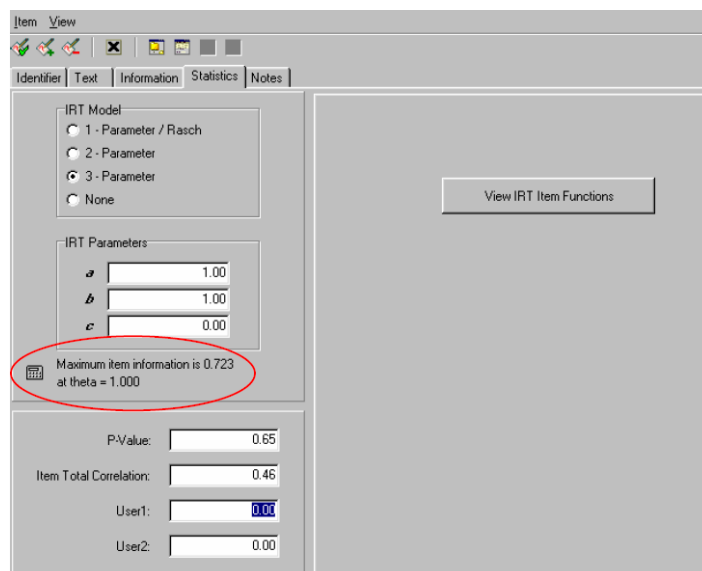 Item View
Identifier Text Information Statistics Notes
IRT Model
1 - Parameter / Rasch
2 - Parameter
3 - Parameter
None
View IRT Item Functions
IRT Parameters
a 1.00
b 1.00
c 0.00
Maximum item information is 0.723
at theta = 1.000
P-Value: 0.65
Item Total Correlation: 0.46
User1: 0.00
User2: 0.00